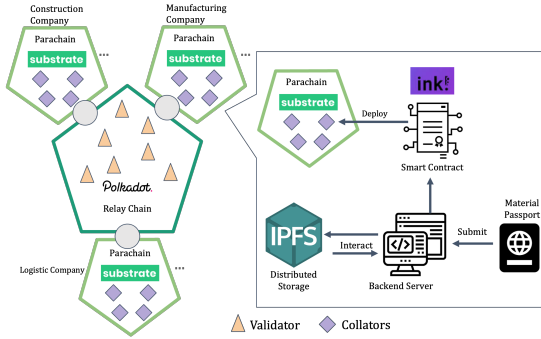 Construction
Company
Manufacturing
Company
Parachain
substrate
...
Parachain
substrate
...
Polkadot.
Relay Chain
Parachain
substrate
...
Logistic Company
Parachain
substrate
Deploy
ink!
Smart Contract
IPFS
Interact
Distributed
Storage
</>
Backend Server
Submit
Material
Passport
Validator
Collators